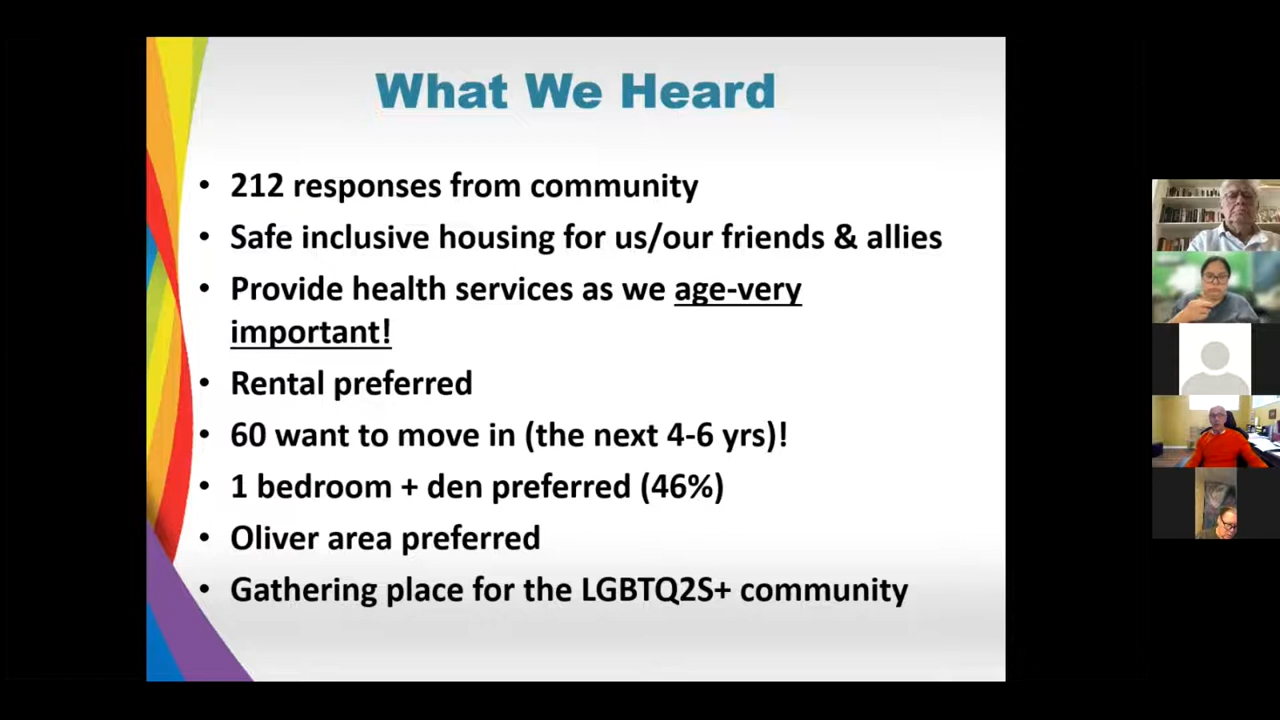 What We Heard
• 212 responses from community
• Safe inclusive housing for us/our friends & allies
• Provide health services as we age-very
important!
• Rental preferred
• 60 want to move in (the next 4-6 yrs)!
• 1 bedroom + den preferred (46%)
• Oliver area preferred
• Gathering place for the LGBTQ2S+ community